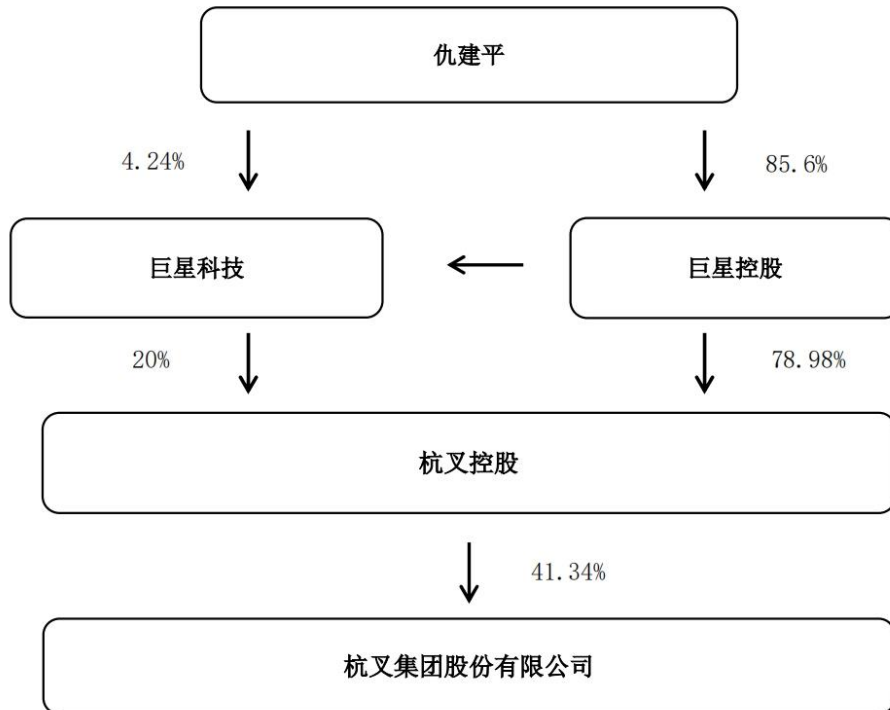 仇建平
4.24%
85.6%
巨星科技
巨星控股
20%
78.98%
杭叉控股
41.34%
杭叉集团股份有限公司